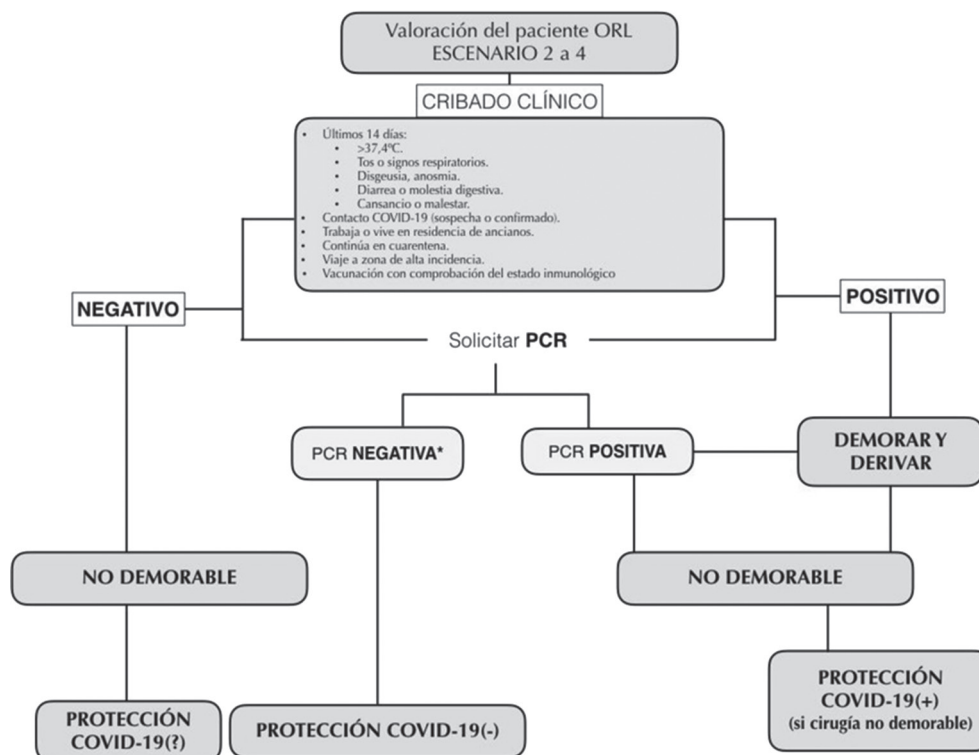 Valoración del paciente ORL
ESCENARIO 2 a 4
CRIBADO CLÍNICO
• Últimos 14 días:
• >37,4ºC.
• Tos o signos respiratorios.
• Disgeusia, anosmia.
• Diarrea o molestia digestiva.
• Cansancio o malestar.
• Contacto COVID-19 (sospecha o confirmado).
• Trabaja o vive en residencia de ancianos.
• Continúa en cuarentena.
• Viaje a zona de alta incidencia.
• Vacunación con comprobación del estado inmunológico
NEGATIVO
POSITIVO
Solicitar PCR
PCR NEGATIVA*
PCR POSITIVA
DEMORAR Y
DERIVAR
NO DEMORABLE
NO DEMORABLE
PROTECCIÓN
COVID-19(?)
PROTECCIÓN COVID-19(-)
PROTECCIÓN
COVID-19(+)
(si cirugía no demorable)